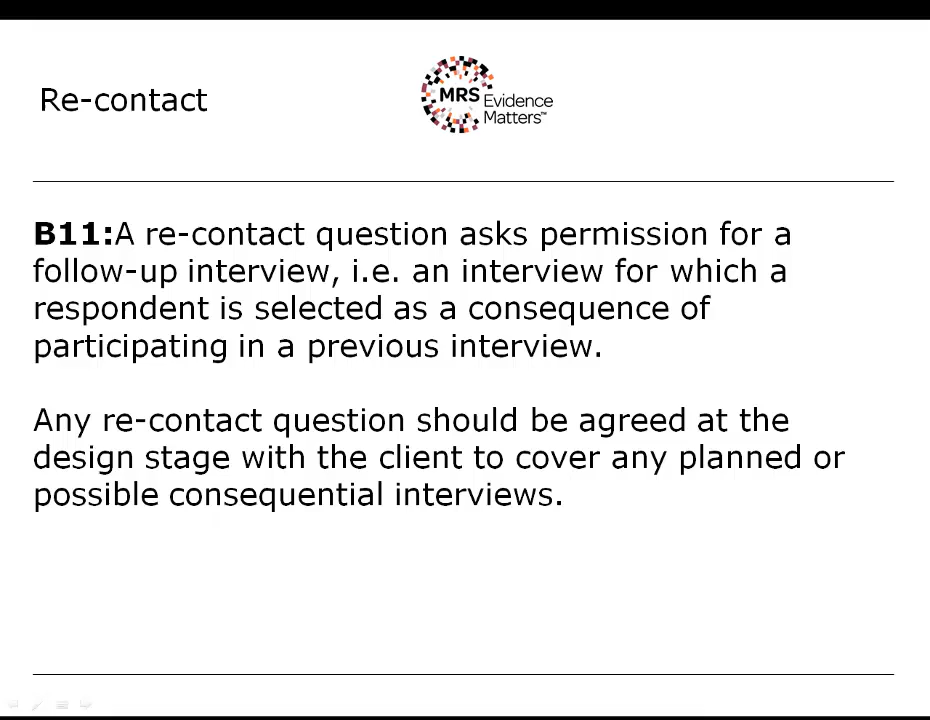 Re-contact
MRS Evidence
Matters™
B11:A re-contact question asks permission for a
follow-up interview, i.e. an interview for which a
respondent is selected as a consequence of
participating in a previous interview.
Any re-contact question should be agreed at the
design stage with the client to cover any planned or
possible consequential interviews.